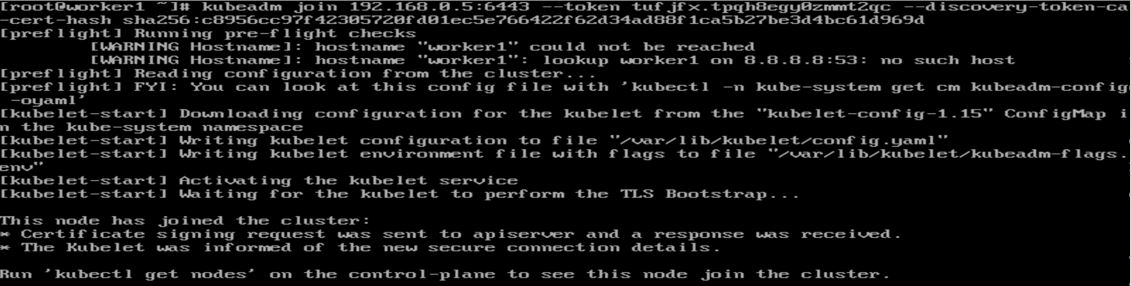 [root@worker1 ~]# kubeadm join 192.168.0.5:6443 --token tufjfx.tpqh8egy0zmmt2qc --discovery-token-ca
-cert-hash sha256:c8956cc97f42305720fd01ec5e766422f62d34ad88f1ca5b27be3d4bc61d969d
[preflight] Running pre-flight checks
        [WARNING Hostname]: hostname "worker1" could not be reached
        [WARNING Hostname]: hostname "worker1": lookup worker1 on 8.8.8.8:53: no such host
[preflight] Reading configuration from the cluster...
[preflight] FYI: You can look at this config file with 'kubectl -n kube-system get cm kubeadm-config
 -oyaml'
[kubelet-start] Downloading configuration for the kubelet from the "kubelet-config-1.15" ConfigMap i
n the kube-system namespace
[kubelet-start] Writing kubelet configuration to file "/var/lib/kubelet/config.yaml"
[kubelet-start] Writing kubelet environment file with flags to file "/var/lib/kubelet/kubeadm-flags.
env"
[kubelet-start] Activating the kubelet service
[kubelet-start] Waiting for the kubelet to perform the TLS Bootstrap...
This node has joined the cluster:
* Certificate signing request was sent to apiserver and a response was received.
* The Kubelet was informed of the new secure connection details.
Run 'kubectl get nodes' on the control-plane to see this node join the cluster.